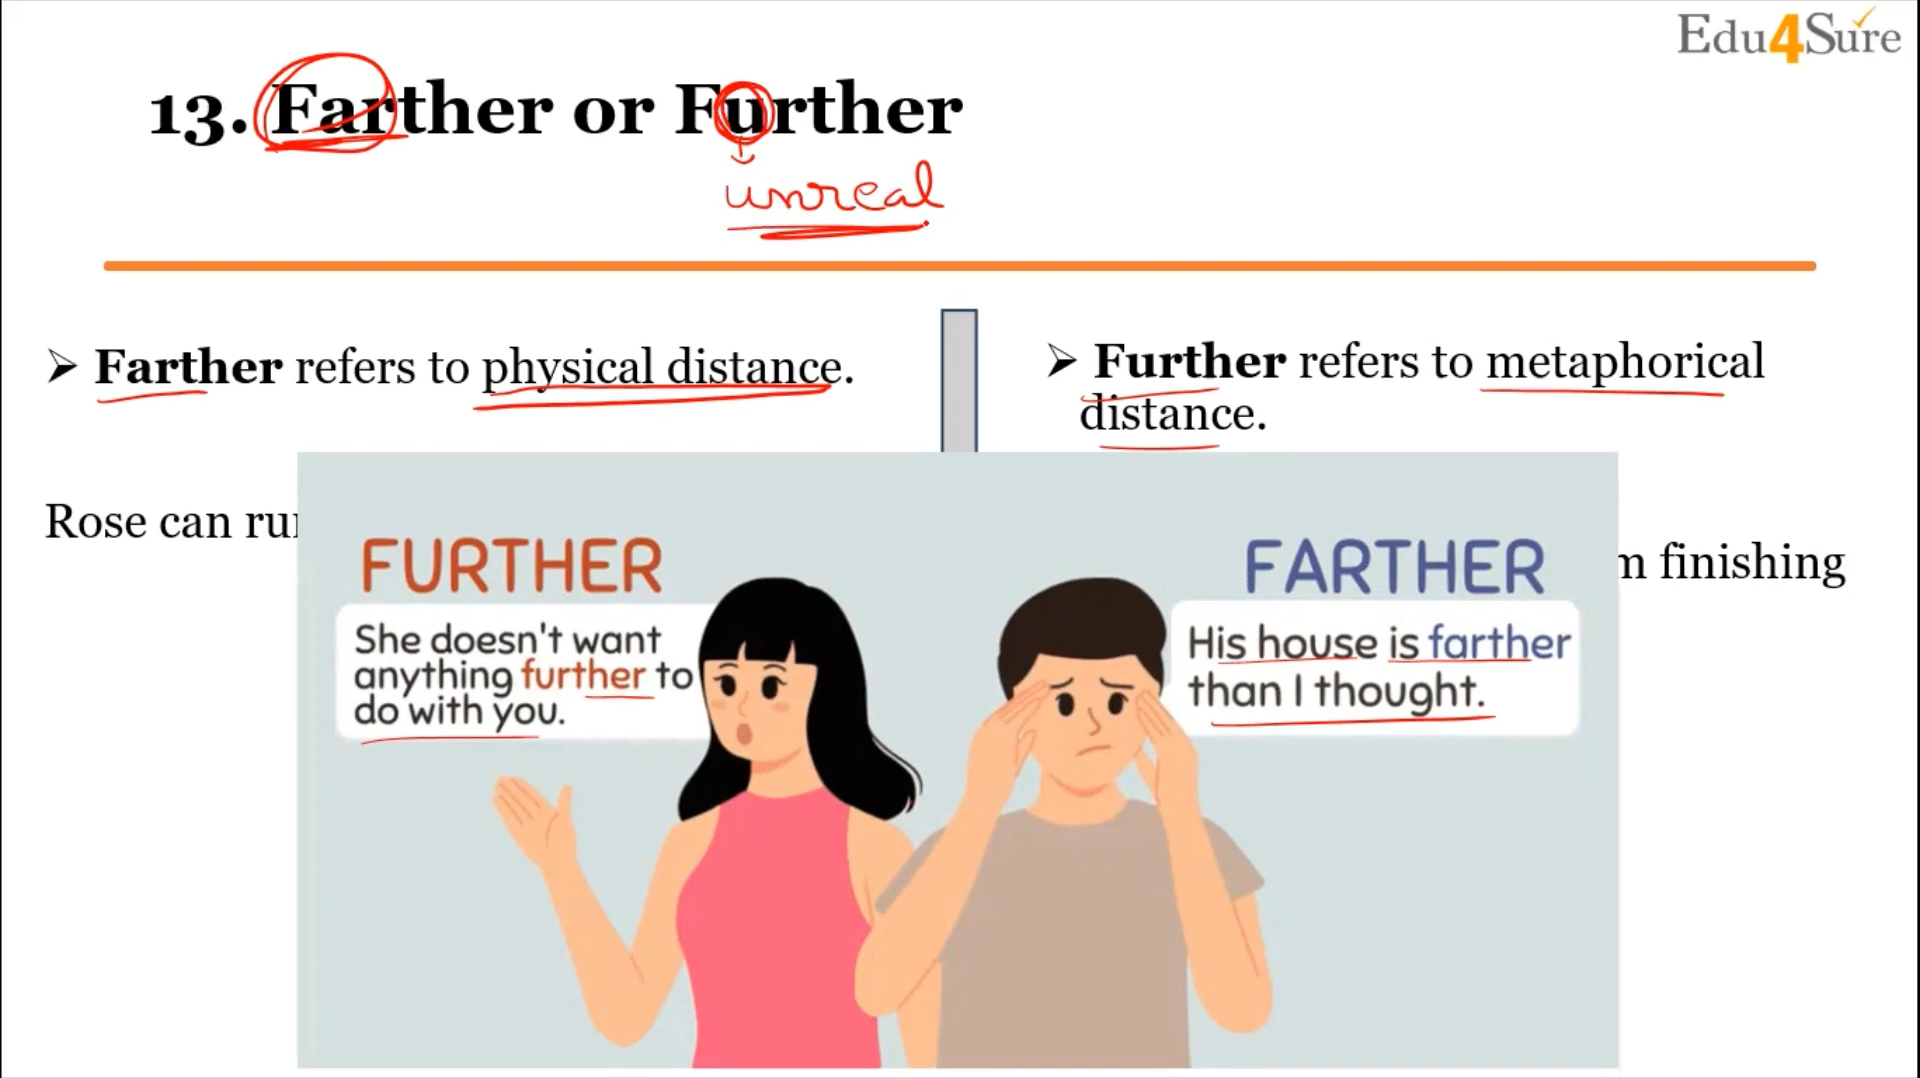 Edu4Sure
13. Farther or Further
unreal
➢ Farther refers to physical distance.
➢ Further refers to metaphorical
distance.
Rose can
finishing
FURTHER
She doesn't want
anything further to
do with you.
FARTHER
His house is farther
than I thought.